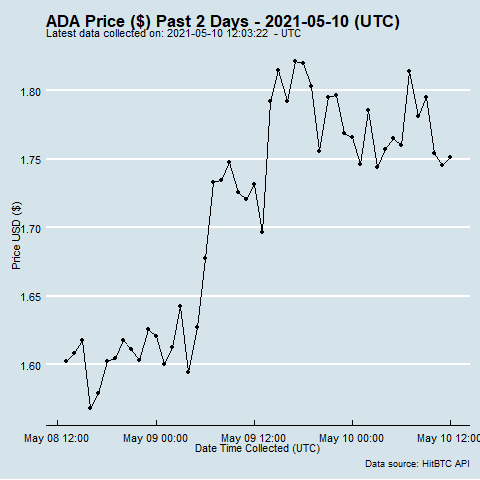 ADA Price ($) Past 2 Days - 2021-05-10 (UTC)
Latest data collected on: 2021-05-10 12:03:22 - UTC
1.80
1.75
1.70
1.65
1.60
Price USD ($)
May 08 12:00 May 09 00:00 May 09 12:00 May 10 00:00 May 10 12:00
Date Time Collected (UTC)
Data source: HitBTC API